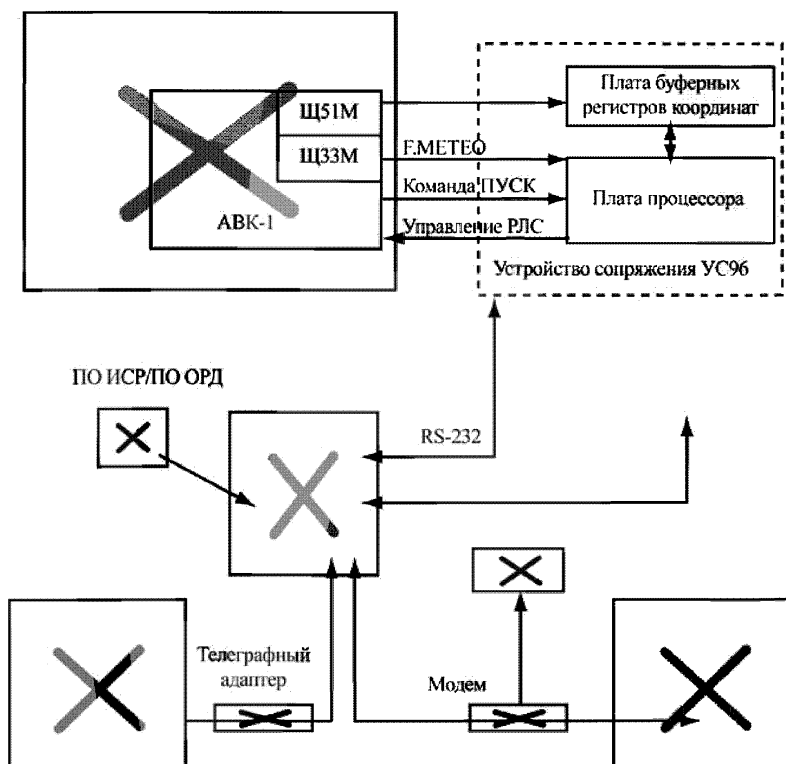 Щ51М
Щ33М
АВК-1
F.МЕТЕО
Команда ПУСК
Управление РЛС
Плата буферных
регистров координат
Плата процессора
Устройство сопряжения УС96
ПО ИСР/ПО ОРД
RS-232
Телеграфный
адаптер
Модем